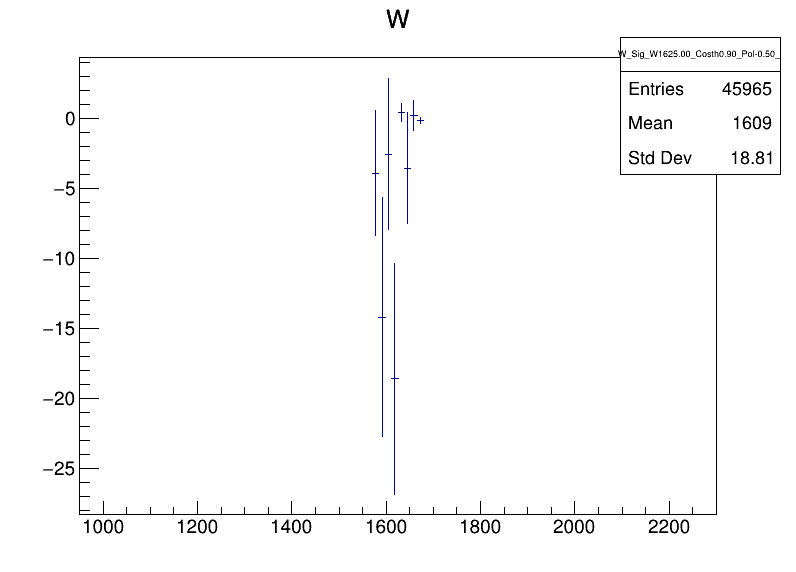 W
W_Sig_W1625.00_Costh0.90_Pol-0.50_
Entries 45965
Mean 1609
Std Dev 18.81
0
−5
−10
−15
−20
−25
1000 1200 1400 1600 1800 2000 2200